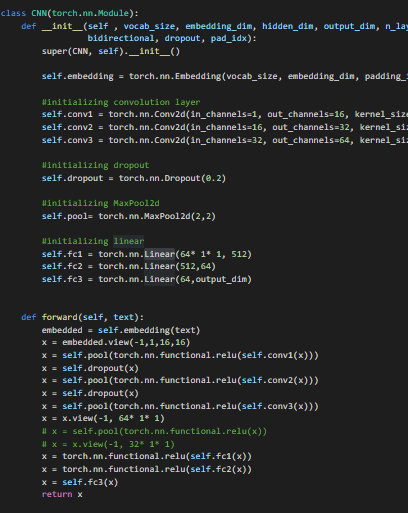 class CNN(torch.nn.Module):
def __init__(self , vocab_size, embedding_dim, hidden_dim, output_dim, n_lay
bidirectional, dropout, pad_idx):
super(CNN, self).__init__()
self.embedding = torch.nn.Embedding(vocab_size, embedding_dim, padding_i
#initializing convolution layer
self.conv1 = torch.nn.Conv2d(in_channels=1, out_channels=16, kernel_size
self.conv2 = torch.nn.Conv2d(in_channels=16, out_channels=32, kernel_siz
self.conv3 = torch.nn.Conv2d(in_channels=32, out_channels=64, kernel_siz
#initializing dropout
self.dropout = torch.nn.Dropout(0.2)
#initializing MaxPool2d
self.pool= torch.nn.MaxPool2d(2,2)
#initializing linear
self.fc1 = torch.nn.Linear(64* 1* 1, 512)
self.fc2 = torch.nn.Linear(512,64)
self.fc3 = torch.nn.Linear(64,output_dim)
def forward(self, text):
embedded = self.embedding(text)
x = embedded.view(-1,1,16,16)
x = self.pool(torch.nn.functional.relu(self.conv1(x)))
x = self.dropout(x)
x = self.pool(torch.nn.functional.relu(self.conv2(x)))
x = self.dropout(x)
x = self.pool(torch.nn.functional.relu(self.conv3(x)))
x = x.view(-1, 64* 1* 1)
# x = self.pool(torch.nn.functional.relu(x))
# x = x.view(-1, 32* 1* 1)
x = torch.nn.functional.relu(self.fc1(x))
x = torch.nn.functional.relu(self.fc2(x))
x = self.fc3(x)
return x